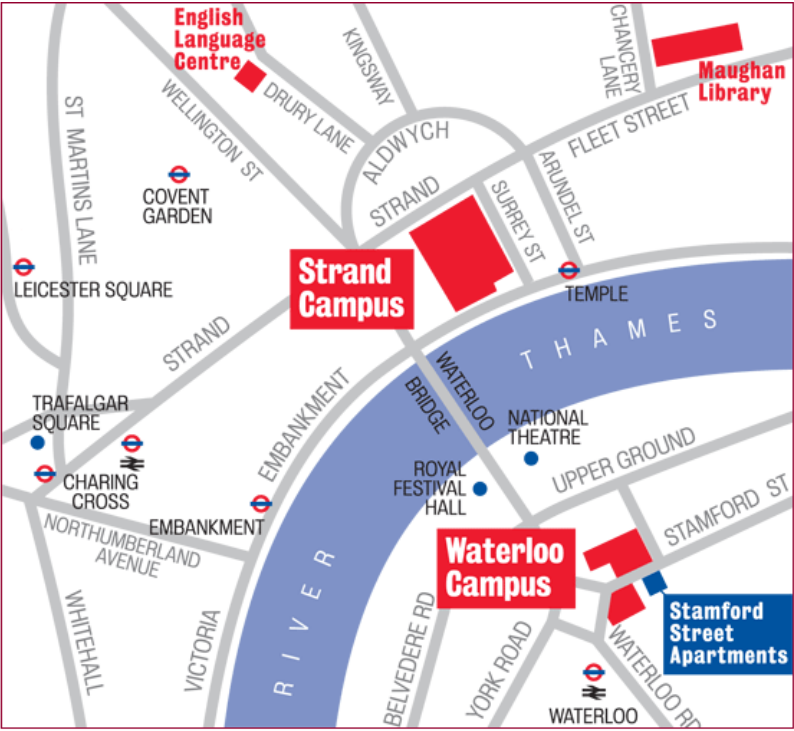 English
Language
Centre
KINGSWAY
CHANCERY
LANE
Maughan
Library
ST MARTINS LANE
WELLINGTON ST
DRURY LANE
ALDWYCH
FLEET STREET
COVENT
GARDEN
STRAND
SURREY ST
ARUNDEL ST
LEICESTER SQUARE
Strand
Campus
TEMPLE
THAMES
STRAND
WATERLOO
BRIDGE
EMBANKMENT
TRAFALGAR
SQUARE
NATIONAL
THEATRE
CHARING
CROSS
ROYAL
FESTIVAL
HALL
UPPER GROUND
EMBANKMENT
NORTHUMBERLAND
AVENUE
STAMFORD ST
Waterloo
Campus
RIVER
WHITEHALL
VICTORIA
BELVEDERE RD
YORK ROAD
WATERLOO RD
Stamford
Street
Apartments
WATERLOO